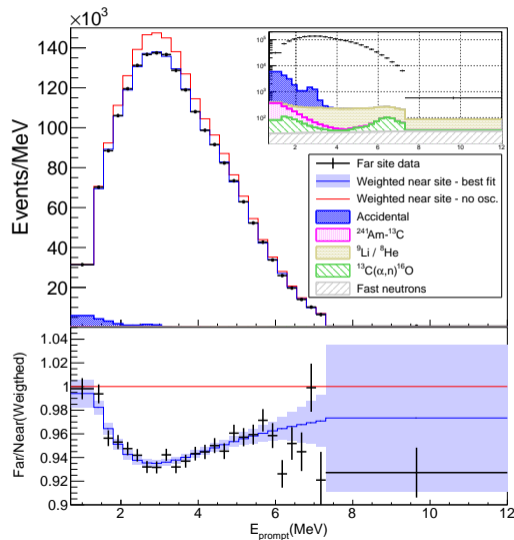 ×10³
140
120
100
80
60
40
20
Events/MeV
10⁵
10⁴
10³
10²
2 4 6 8 10 12
Far site data
Weighted near site - best fit
Weighted near site - no osc.
Accidental
²⁴¹Am-¹³C
⁹Li / ⁸He
¹³C(α,n)¹⁶O
Fast neutrons
1.04
1.02
1
0.98
0.96
0.94
0.92
0.9
Far/Near(Weigthed)
2 4 6 8 10 12
E_prompt(MeV)